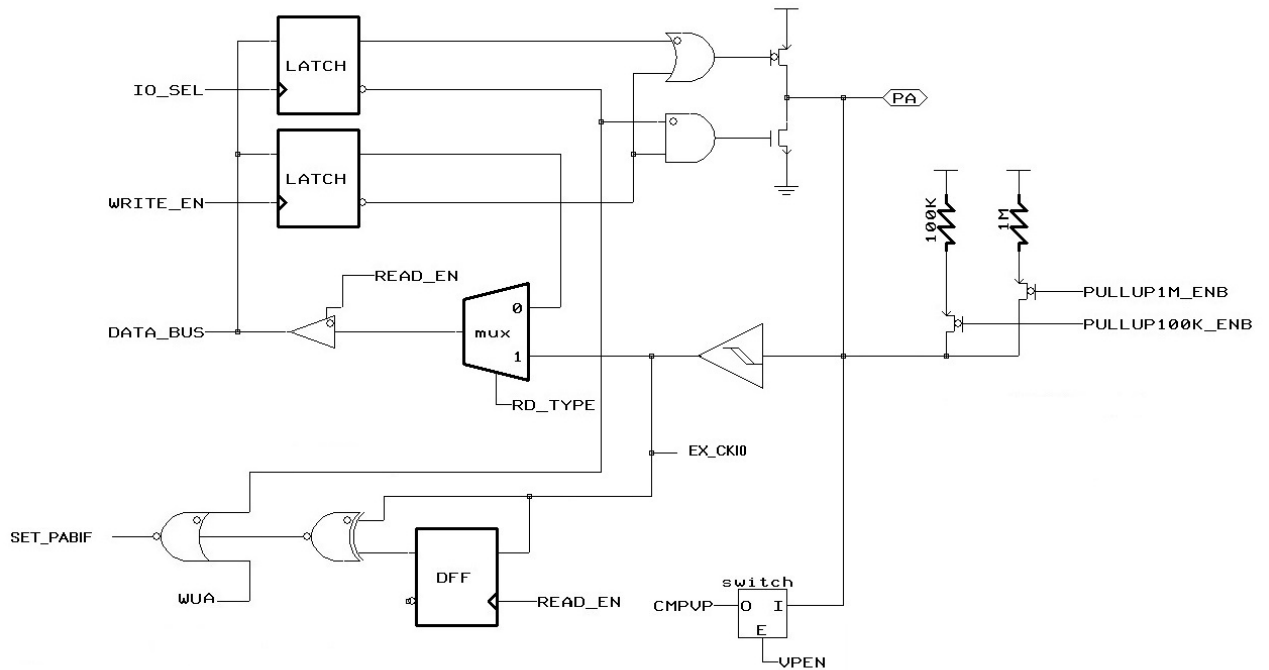 LATCH
IO_SEL
PA
LATCH
WRITE_EN
100K
1M
READ_EN
PULLUP1M_ENB
0
DATA_BUS
mux
PULLUP100K_ENB
1
RD_TYPE
EX_CKI0
SET_PABIF
DFF
switch
WUA
READ_EN
CMPVP
O I
E
VPEN